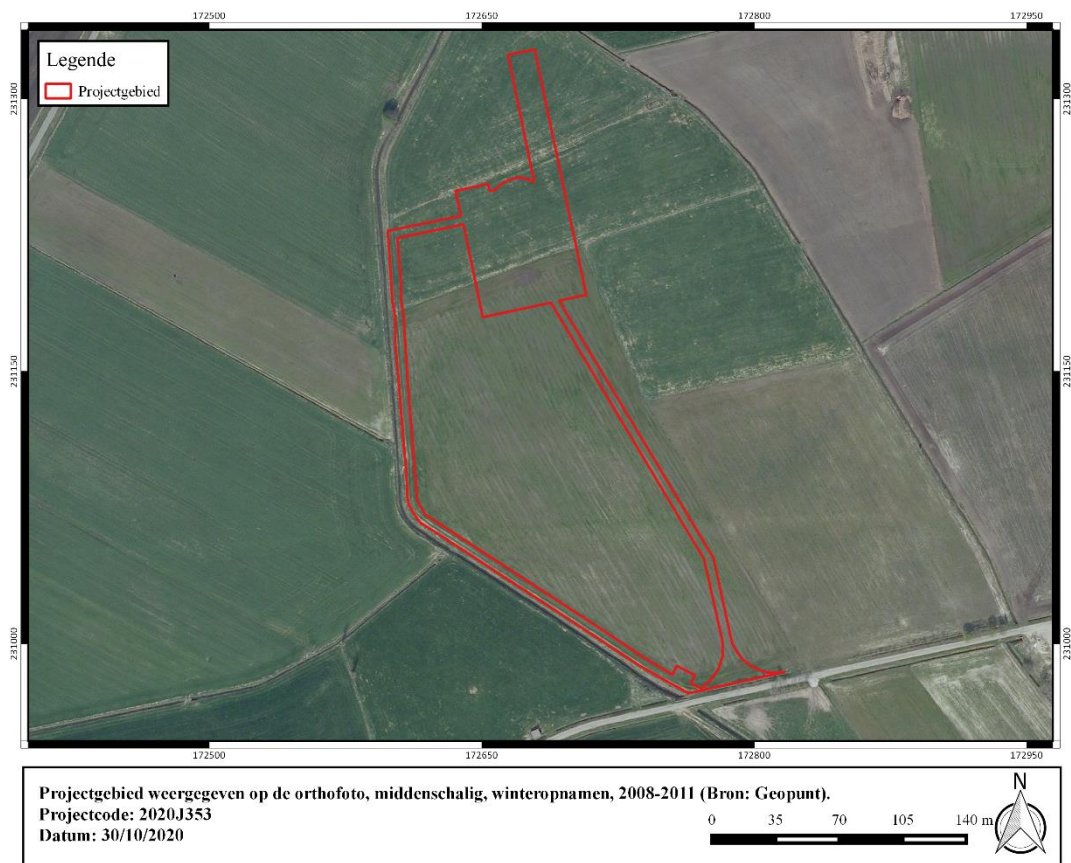 172500 172650 172800 172950
Legende
Projectgebied
231300 231300
231150 231150
231000 231000
172500 172650 172800 172950
Projectgebied weergegeven op de orthofoto, middenschalig, winteropnamen, 2008-2011 (Bron: Geopunt).
Projectcode: 2020J353
Datum: 30/10/2020
0 35 70 105 140 m
N